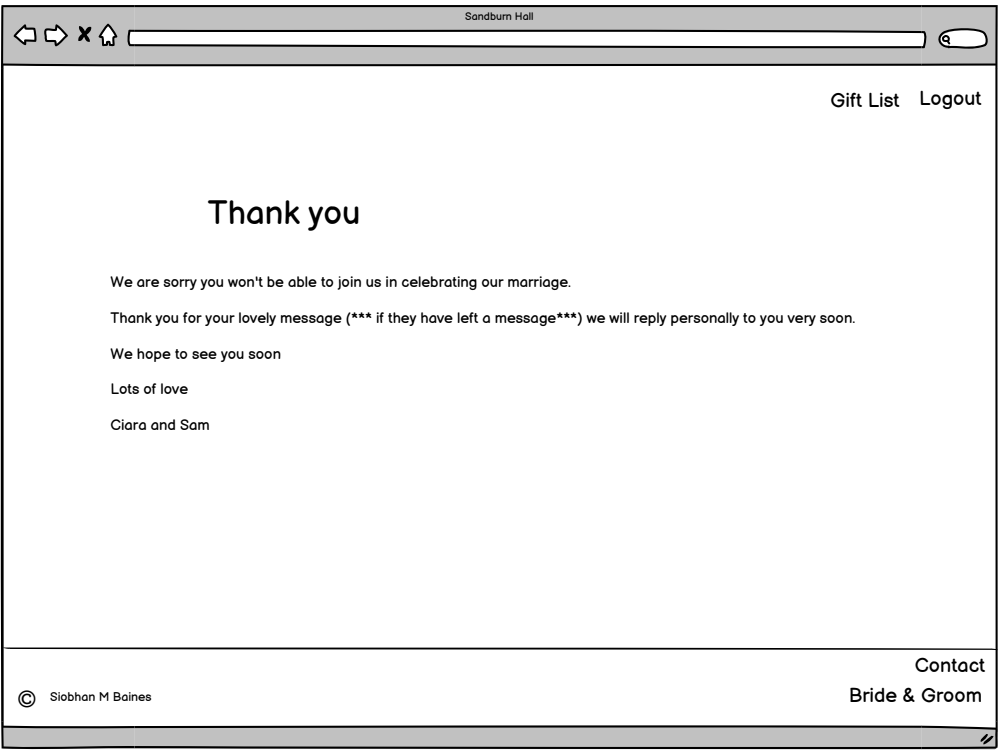 Sandburn Hall
Gift List Logout
Thank you
We are sorry you won't be able to join us in celebrating our marriage.
Thank you for your lovely message (*** if they have left a message***) we will reply personally to you very soon.
We hope to see you soon
Lots of love
Ciara and Sam
Contact
© Siobhan M Baines
Bride & Groom